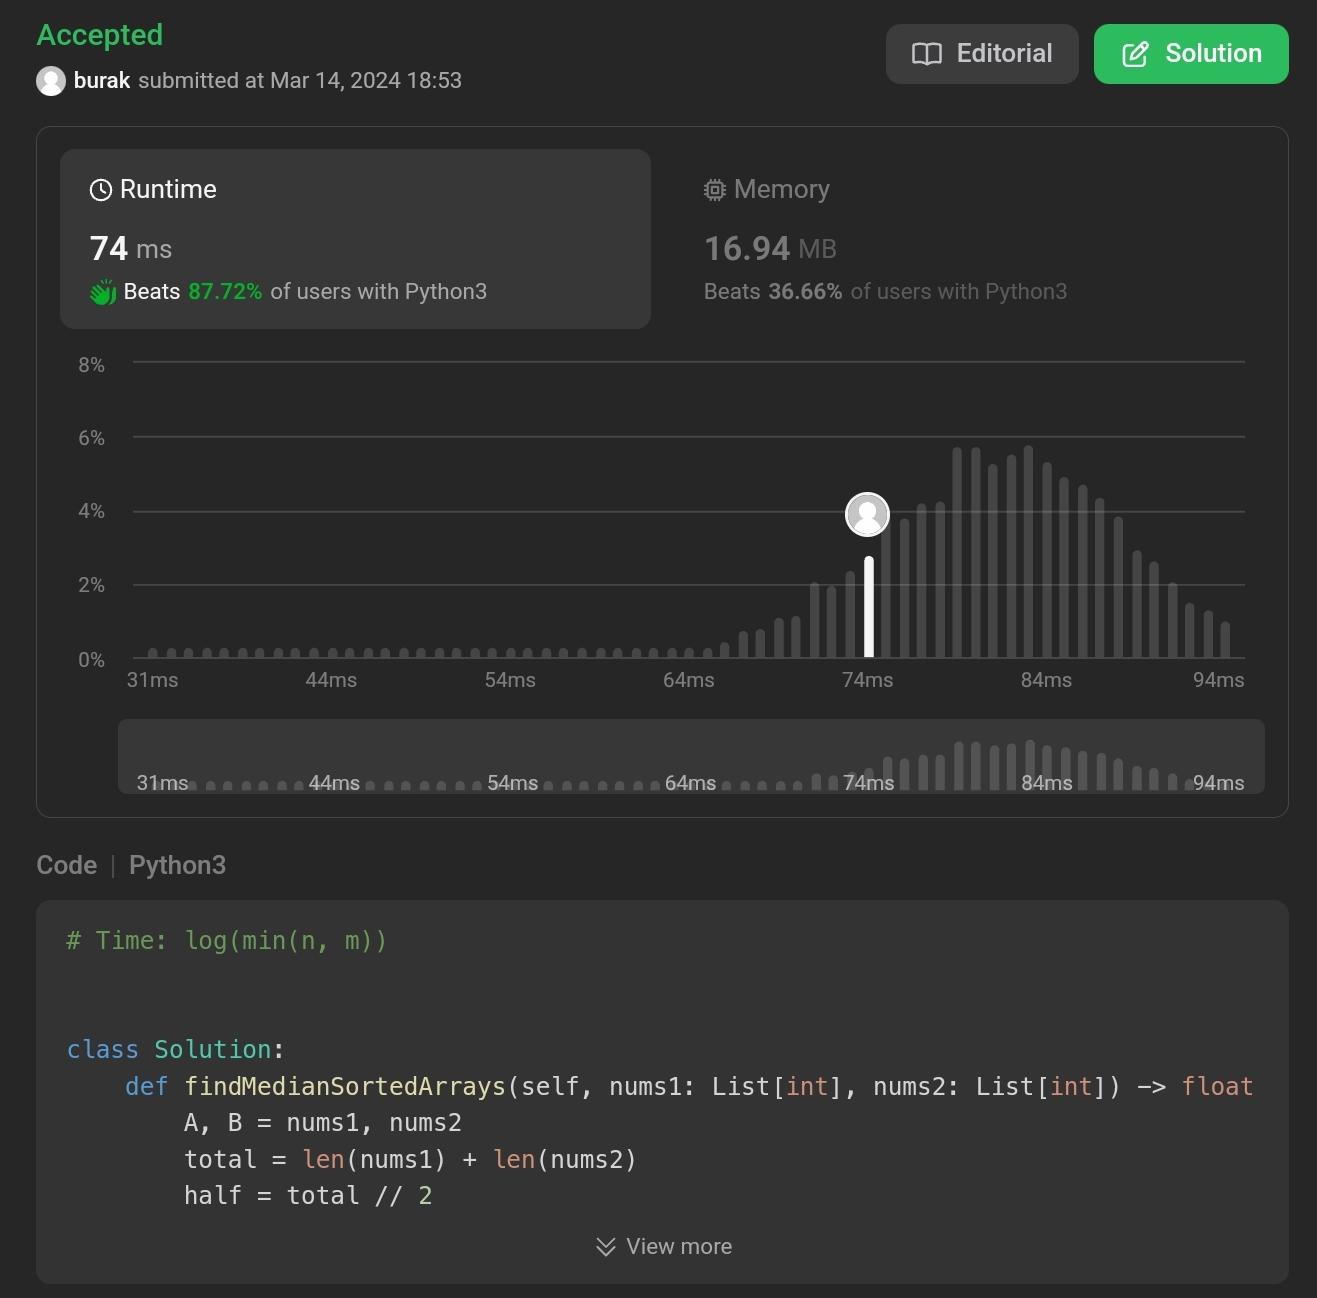 Accepted
Editorial
Solution
burak submitted at Mar 14, 2024 18:53
Runtime
Memory
74 ms
16.94 MB
Beats 87.72% of users with Python3
Beats 36.66% of users with Python3
8%
6%
4%
2%
0%
31ms 44ms 54ms 64ms 74ms 84ms 94ms
31ms 44ms 54ms 64ms 74ms 84ms 94ms
Code | Python3
# Time: log(min(n, m))
class Solution:
    def findMedianSortedArrays(self, nums1: List[int], nums2: List[int]) -> float
        A, B = nums1, nums2
        total = len(nums1) + len(nums2)
        half = total // 2
View more